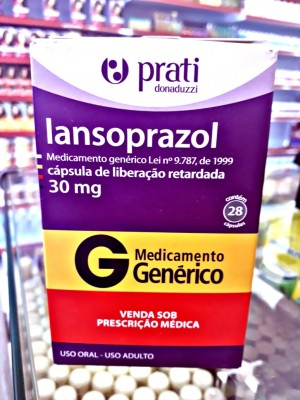 prati
donaduzzi
lansoprazol
Medicamento genérico Lei nº 9.787, de 1999
cápsula de liberação retardada
30 mg
contém
28
cápsulas
G Medicamento
Genérico
VENDA SOB
PRESCRIÇÃO MÉDICA
USO ORAL - USO ADULTO